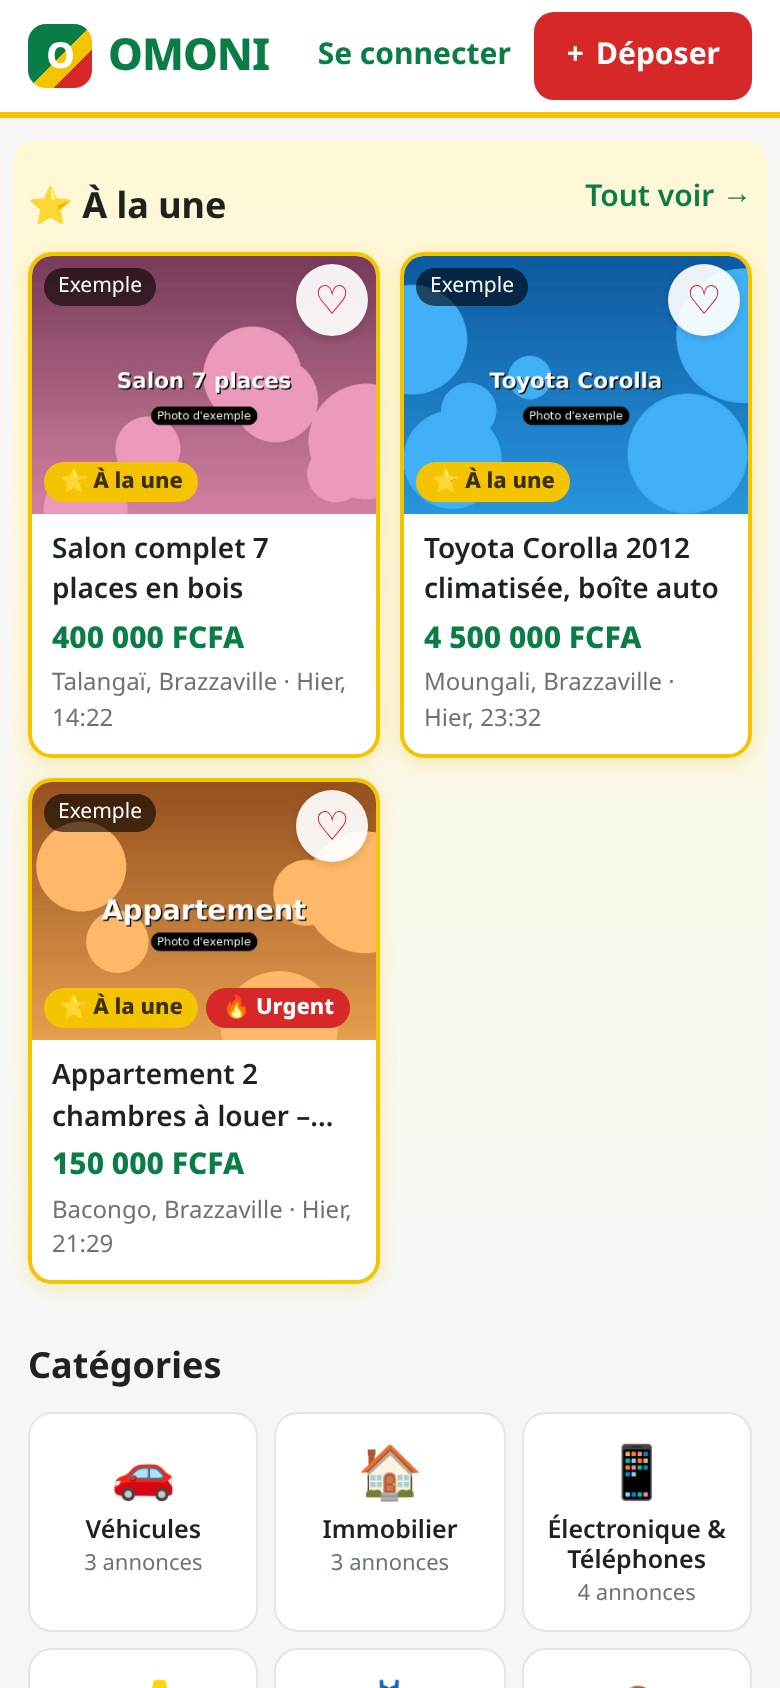 O OMONI
Se connecter
+ Déposer
⭐ À la une
Tout voir →
Exemple
Salon 7 places
Photo d'exemple
⭐ À la une
Salon complet 7
places en bois
400 000 FCFA
Talangaï, Brazzaville · Hier,
14:22
Exemple
Toyota Corolla
Photo d'exemple
⭐ À la une
Toyota Corolla 2012
climatisée, boîte auto
4 500 000 FCFA
Moungali, Brazzaville ·
Hier, 23:32
Exemple
Appartement
Photo d'exemple
⭐ À la une
🔥 Urgent
Appartement 2
chambres à louer –...
150 000 FCFA
Bacongo, Brazzaville · Hier,
21:29
Catégories
Véhicules
3 annonces
Immobilier
3 annonces
Électronique &
Téléphones
4 annonces